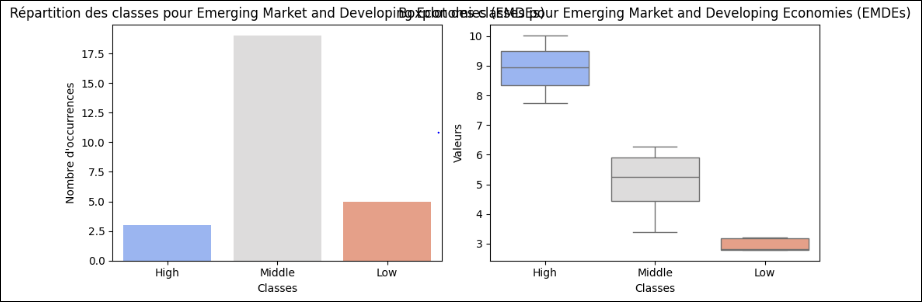 Répartition des classes pour Emerging Market and Developing Economies (EMDEs)
Boxplot des classes pour Emerging Market and Developing Economies (EMDEs)
17.5
15.0
12.5
10.0
7.5
5.0
2.5
0.0
Nombre d'occurrences
High
Middle
Low
Classes
10
9
8
7
6
5
4
3
Valeurs
High
Middle
Low
Classes